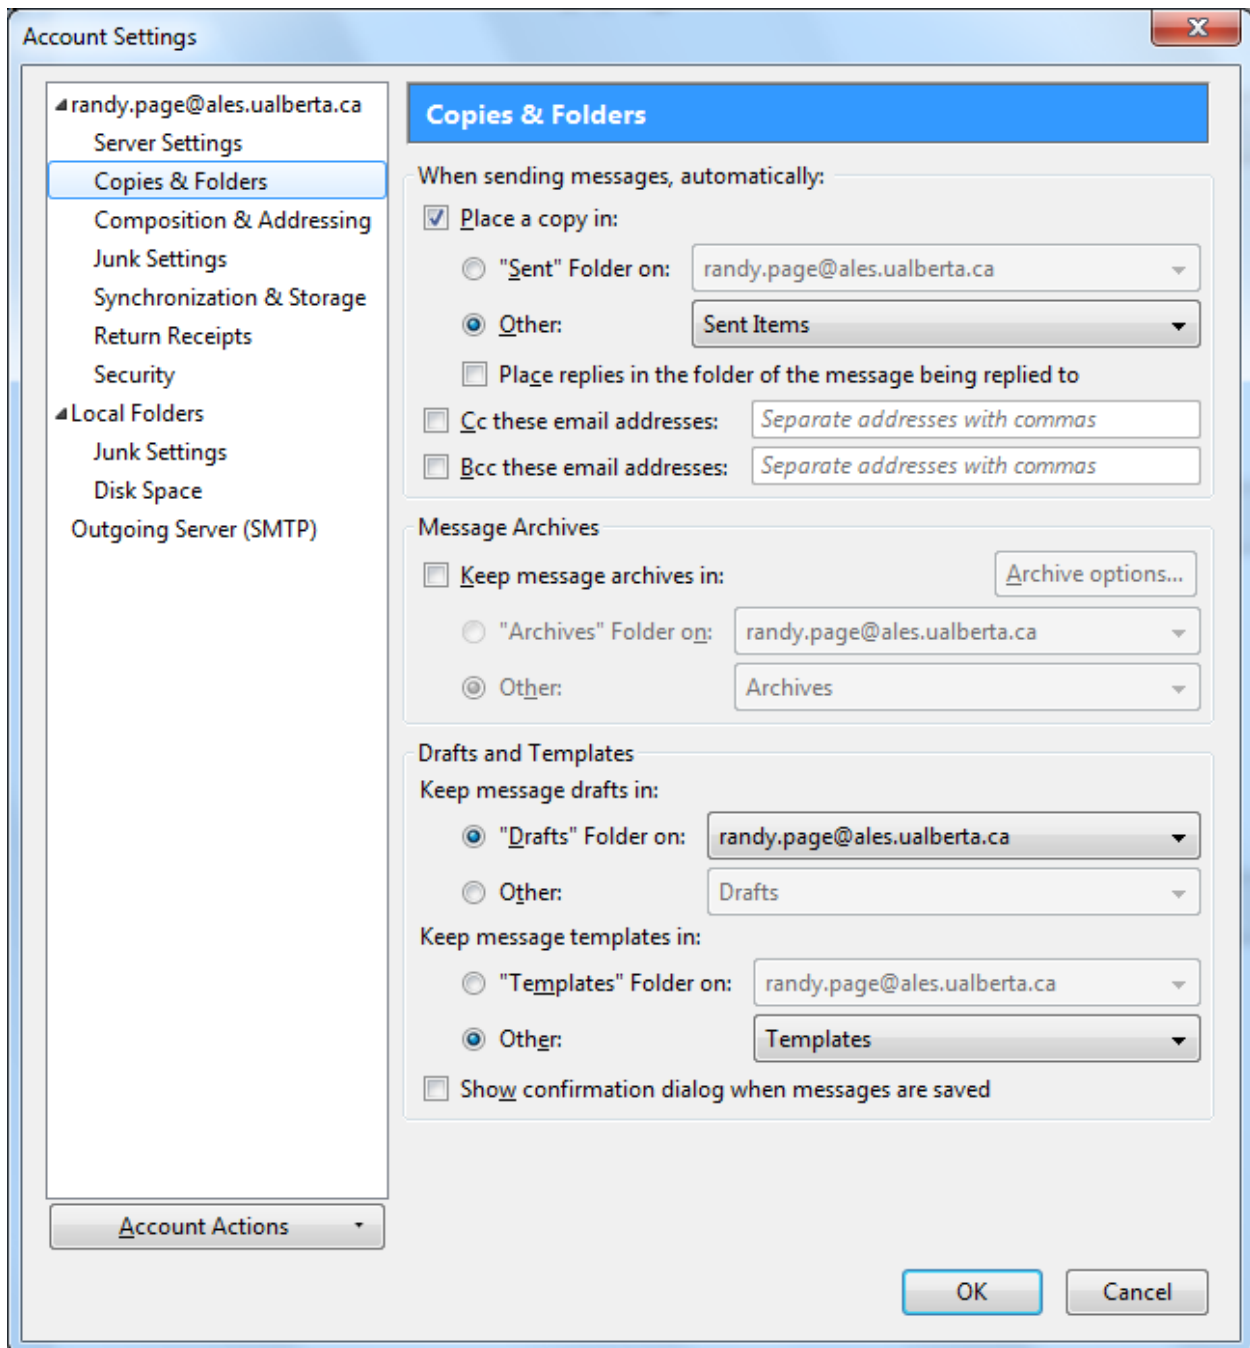 Account Settings
randy.page@ales.ualberta.ca
Server Settings
Copies & Folders
Composition & Addressing
Junk Settings
Synchronization & Storage
Return Receipts
Security
Local Folders
Junk Settings
Disk Space
Outgoing Server (SMTP)
Account Actions
Copies & Folders
When sending messages, automatically:
Place a copy in:
"Sent" Folder on: randy.page@ales.ualberta.ca
Other: Sent Items
Place replies in the folder of the message being replied to
Cc these email addresses: Separate addresses with commas
Bcc these email addresses: Separate addresses with commas
Message Archives
Keep message archives in: Archive options...
"Archives" Folder on: randy.page@ales.ualberta.ca
Other: Archives
Drafts and Templates
Keep message drafts in:
"Drafts" Folder on: randy.page@ales.ualberta.ca
Other: Drafts
Keep message templates in:
"Templates" Folder on: randy.page@ales.ualberta.ca
Other: Templates
Show confirmation dialog when messages are saved
OK Cancel